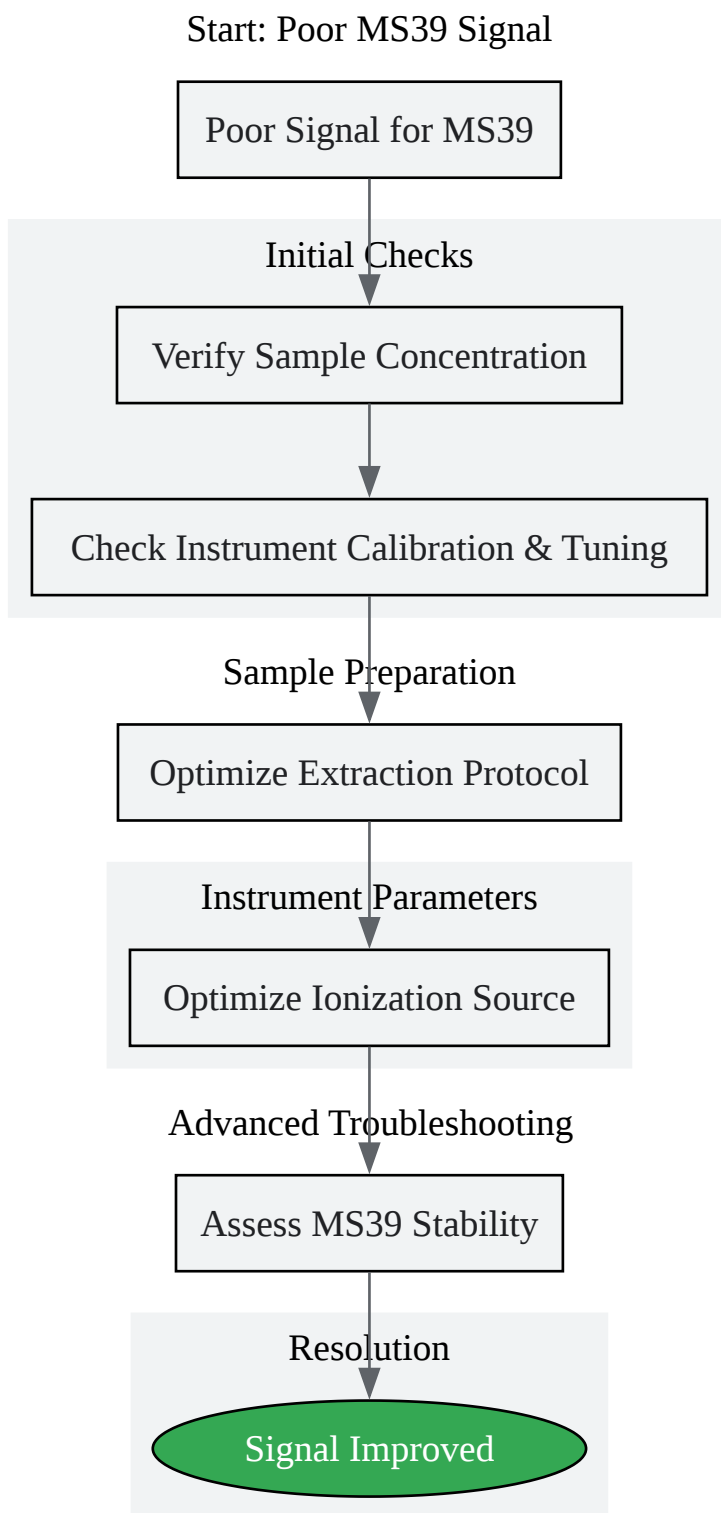 Start: Poor MS39 Signal
Poor Signal for MS39
Initial Checks
Verify Sample Concentration
Check Instrument Calibration & Tuning
Sample Preparation
Optimize Extraction Protocol
Instrument Parameters
Optimize Ionization Source
Advanced Troubleshooting
Assess MS39 Stability
Resolution
Signal Improved